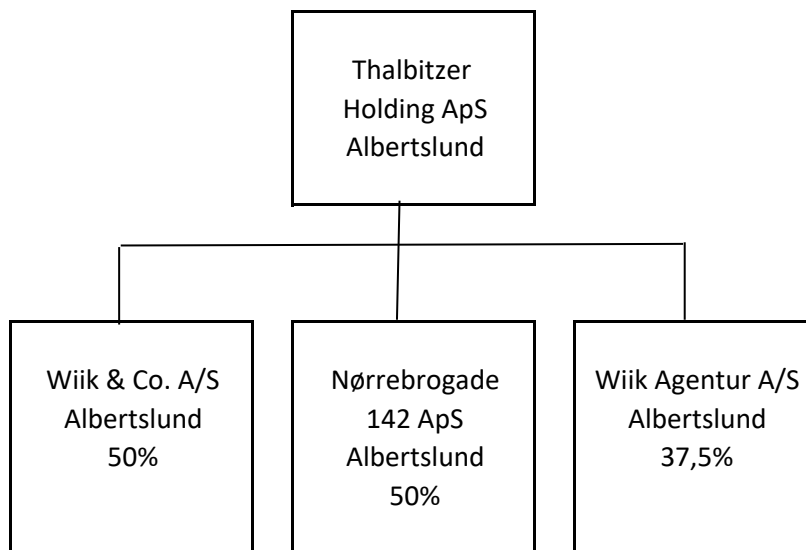 Thalbitzer
Holding ApS
Albertslund
Wiik & Co. A/S
Albertslund
50%
Nørrebrogade
142 ApS
Albertslund
50%
Wiik Agentur A/S
Albertslund
37,5%